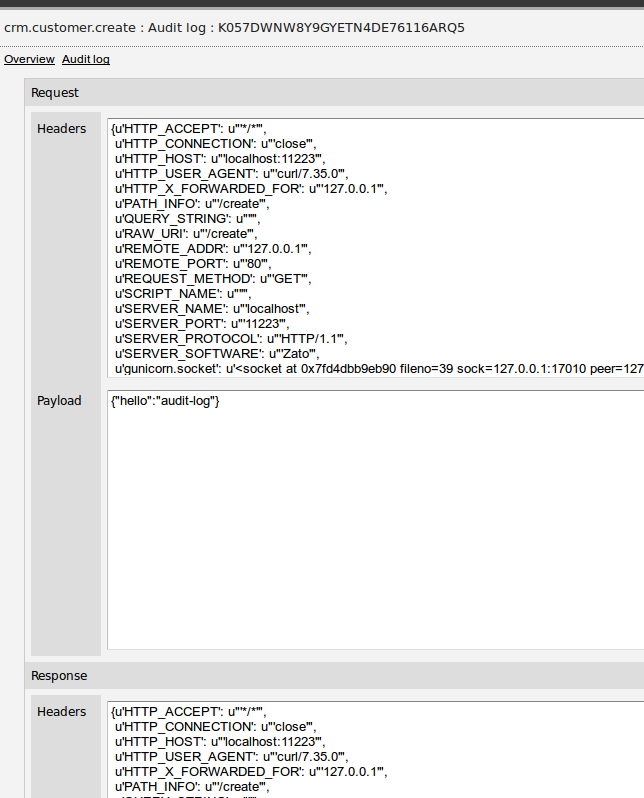 crm.customer.create : Audit log : K057DWNW8Y9GYETN4DE76116ARQ5
Overview Audit log
Request
Headers
{u'HTTP_ACCEPT': u"'*/*'",
u'HTTP_CONNECTION': u"'close'",
u'HTTP_HOST': u"'localhost:11223'",
u'HTTP_USER_AGENT': u"'curl/7.35.0'",
u'HTTP_X_FORWARDED_FOR': u"'127.0.0.1'",
u'PATH_INFO': u"'/create'",
u'QUERY_STRING': u"''",
u'RAW_URI': u"'/create'",
u'REMOTE_ADDR': u"'127.0.0.1'",
u'REMOTE_PORT': u"'80'",
u'REQUEST_METHOD': u"'GET'",
u'SCRIPT_NAME': u"''",
u'SERVER_NAME': u"'localhost'",
u'SERVER_PORT': u"'11223'",
u'SERVER_PROTOCOL': u"'HTTP/1.1'",
u'SERVER_SOFTWARE': u"'Zato'",
u'gunicorn.socket': u'<socket at 0x7fd4dbb9eb90 fileno=39 sock=127.0.0.1:17010 peer=127
Payload
{"hello":"audit-log"}
Response
Headers
{u'HTTP_ACCEPT': u"'*/*'",
u'HTTP_CONNECTION': u"'close'",
u'HTTP_HOST': u"'localhost:11223'",
u'HTTP_USER_AGENT': u"'curl/7.35.0'",
u'HTTP_X_FORWARDED_FOR': u"'127.0.0.1'",
u'PATH_INFO': u"'/create'",